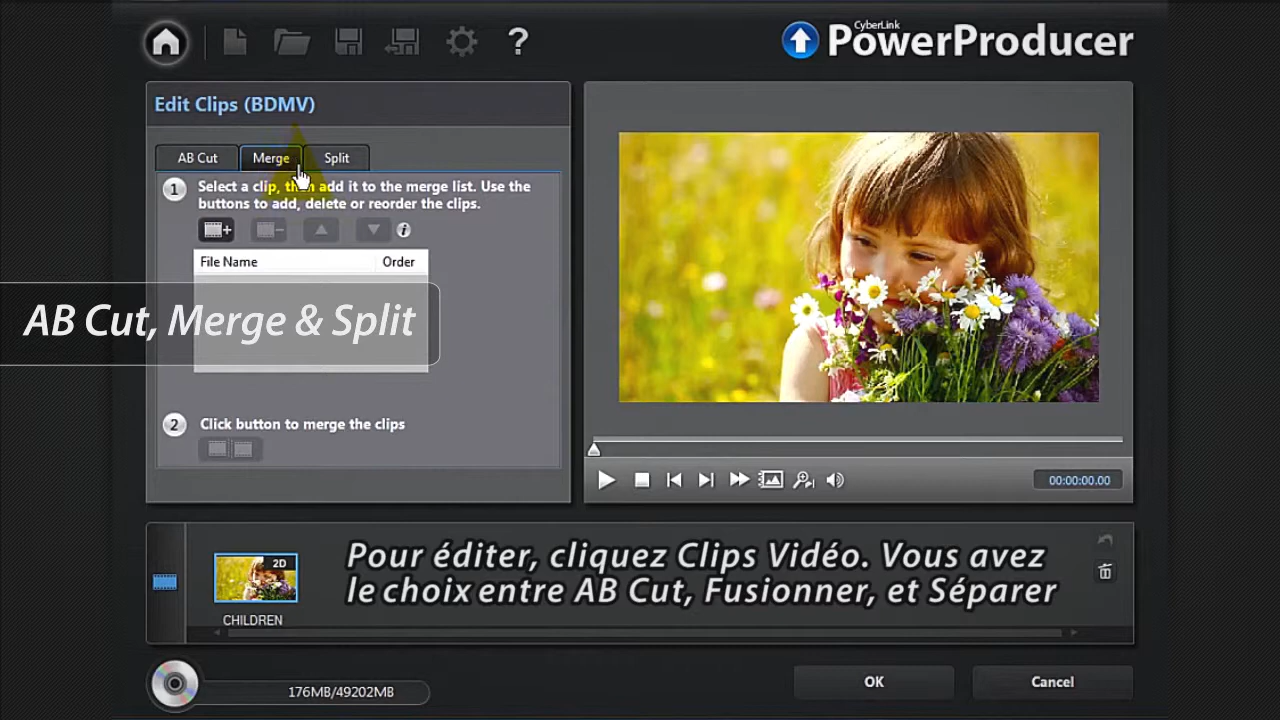 ?
CyberLink
PowerProducer
Edit Clips (BDMV)
AB Cut
Merge
Split
1
Select a clip, then add it to the merge list. Use the
buttons to add, delete or reorder the clips.
i
File Name
Order
AB Cut, Merge & Split
2
Click button to merge the clips
00:00:00.00
2D
CHILDREN
Pour éditer, cliquez Clips Vidéo. Vous avez
le choix entre AB Cut, Fusionner, et Séparer
176MB/49202MB
OK
Cancel